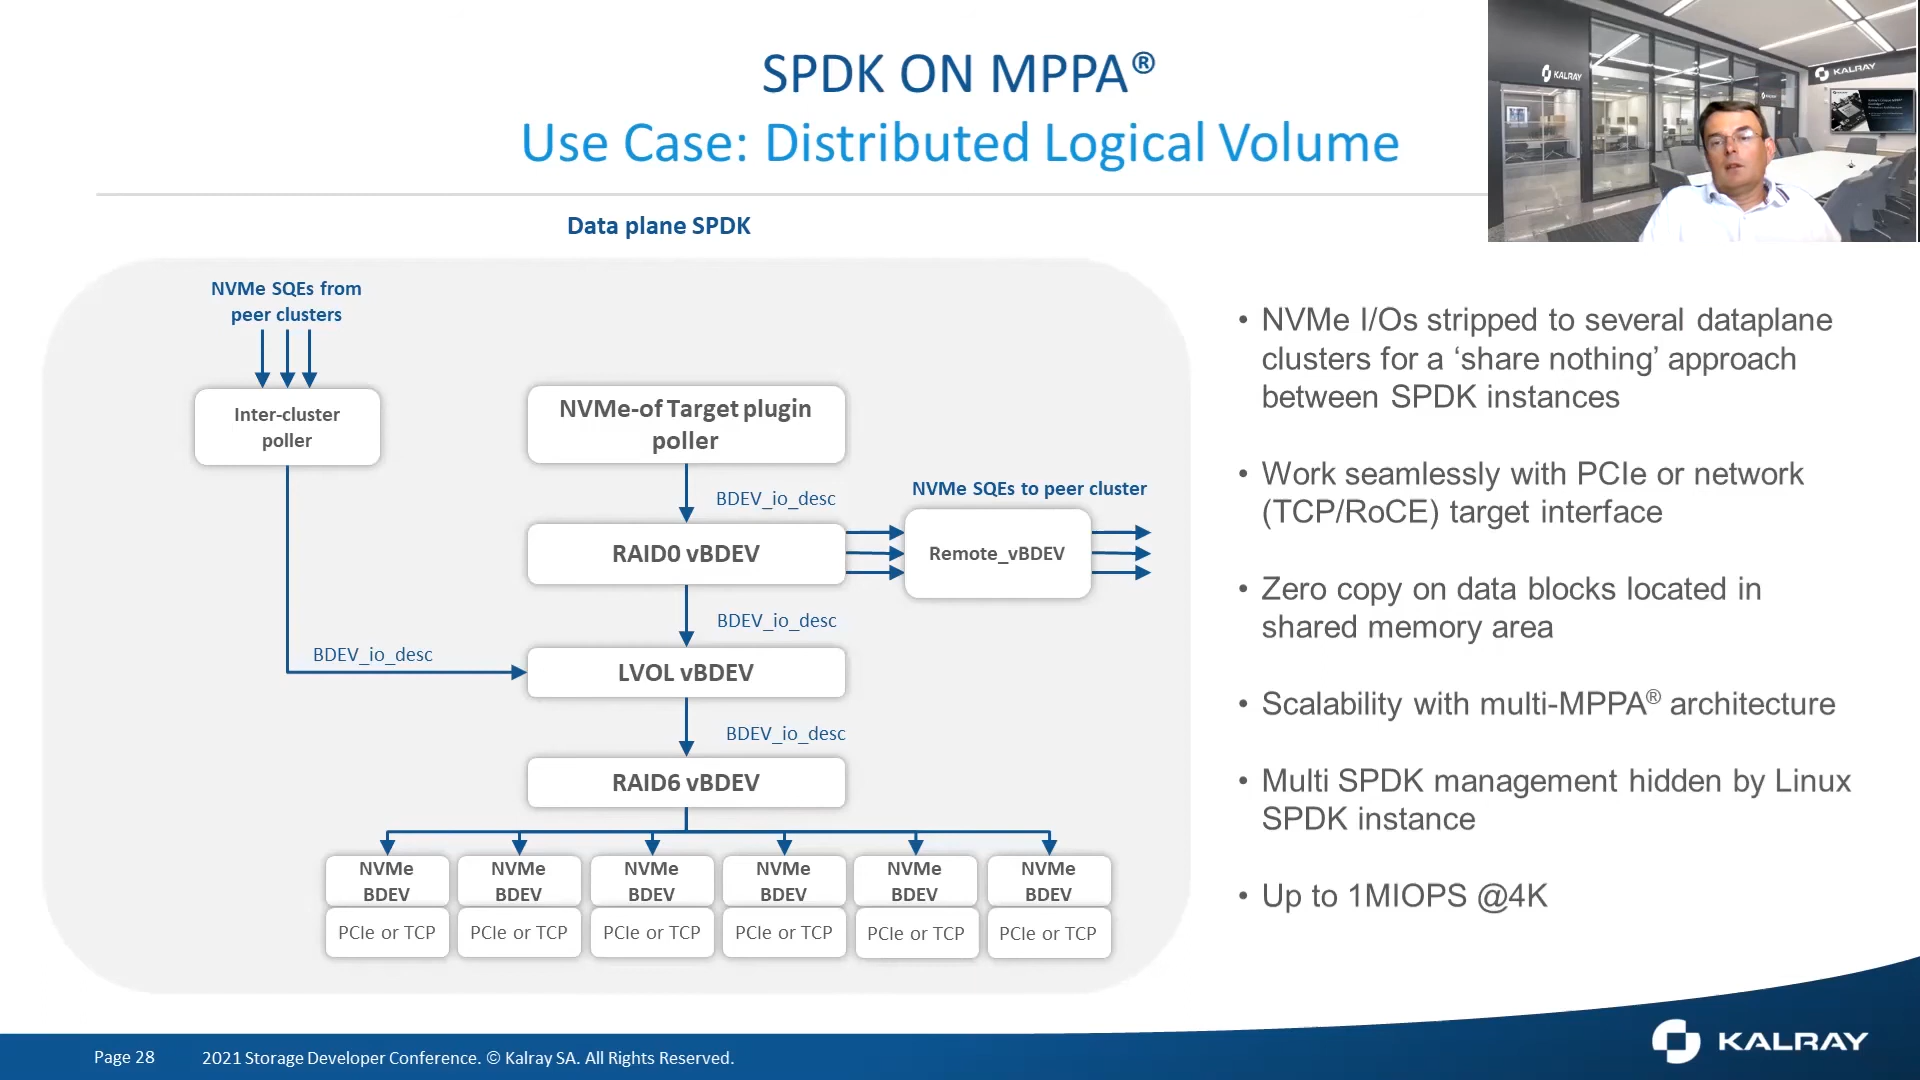 SPDK ON MPPA®
Use Case: Distributed Logical Volume
KALRAY
KALRAY
Data plane SPDK
NVMe SQEs from
peer clusters
Inter-cluster
poller
NVMe-of Target plugin
poller
BDEV_io_desc
NVMe SQEs to peer cluster
RAID0 vBDEV
Remote_vBDEV
BDEV_io_desc
BDEV_io_desc
LVOL vBDEV
BDEV_io_desc
RAID6 vBDEV
NVMe
BDEV
NVMe
BDEV
NVMe
BDEV
NVMe
BDEV
NVMe
BDEV
NVMe
BDEV
PCIe or TCP
PCIe or TCP
PCIe or TCP
PCIe or TCP
PCIe or TCP
PCIe or TCP
• NVMe I/Os stripped to several dataplane
clusters for a ‘share nothing’ approach
between SPDK instances
• Work seamlessly with PCIe or network
(TCP/RoCE) target interface
• Zero copy on data blocks located in
shared memory area
• Scalability with multi-MPPA® architecture
• Multi SPDK management hidden by Linux
SPDK instance
• Up to 1MIOPS @4K
Page 28
2021 Storage Developer Conference. © Kalray SA. All Rights Reserved.
KALRAY